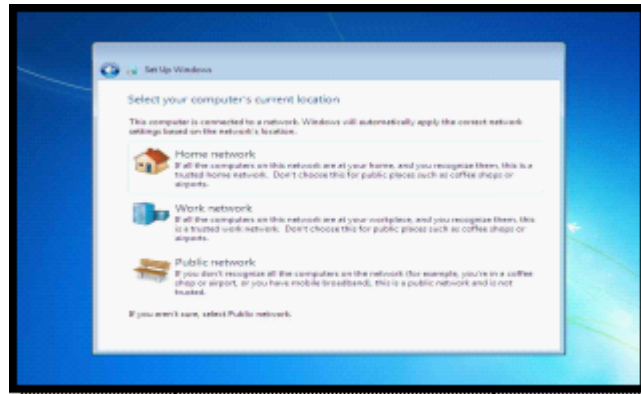 Set Up Windows
Select your computer's current location
This computer is connected to a network. Windows will automatically apply the correct network
settings based on the network's location.
Home network
If all the computers on this network are at your home, and you recognize them, this is a
trusted home network. Don't choose this for public places such as coffee shops or
airports.
Work network
If all the computers on this network are at your workplace, and you recognize them, this
is a trusted work network. Don't choose this for public places such as coffee shops or
airports.
Public network
If you don't recognize all the computers on the network (for example, you're in a coffee
shop or airport, or you have mobile broadband), this is a public network and is not
trusted.
If you aren't sure, select Public network.